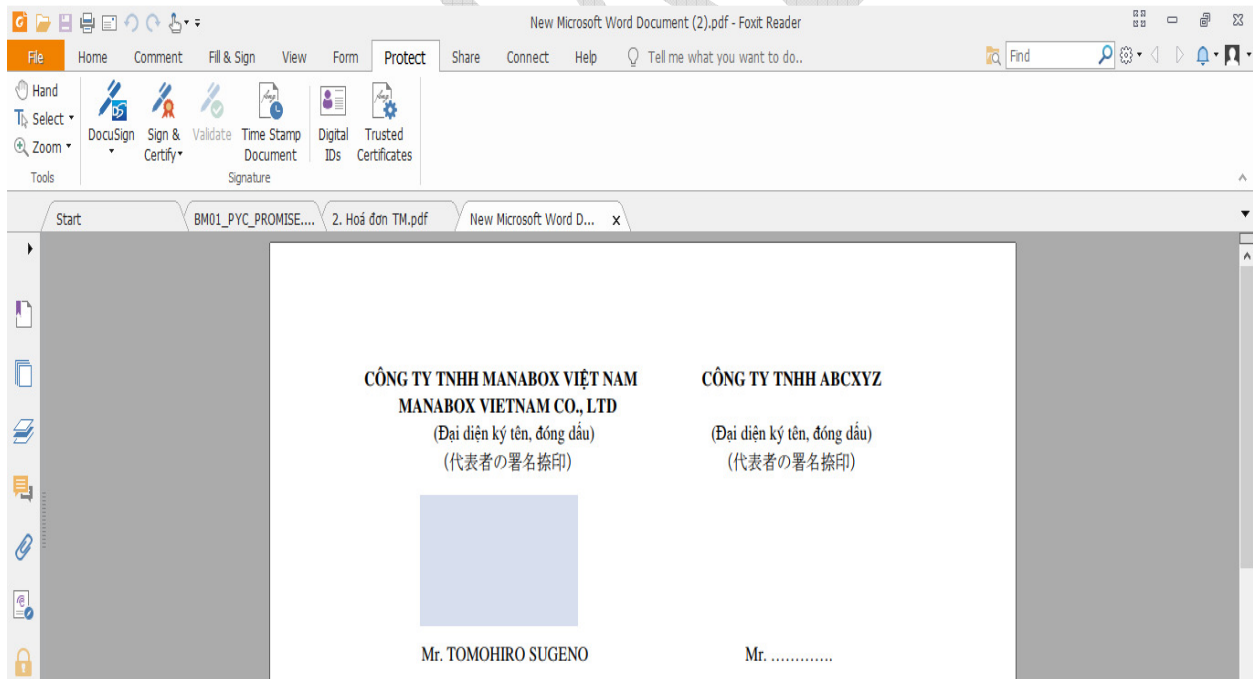 New Microsoft Word Document (2).pdf - Foxit Reader
File Home Comment Fill & Sign View Form Protect Share Connect Help Tell me what you want to do.. Find
Hand
Select
Zoom
Tools
DocuSign
Sign &
Certify
Validate
Time Stamp
Document
Signature
Digital
IDs
Trusted
Certificates
Start BM01_PYC_PROMISE.... 2. Hoá đơn TM.pdf New Microsoft Word D... x
CÔNG TY TNHH MANABOX VIỆT NAM
MANABOX VIETNAM CO., LTD
(Đại diện ký tên, đóng dấu)
(代表者の署名捺印)
Mr. TOMOHIRO SUGENO
CÔNG TY TNHH ABCXYZ
(Đại diện ký tên, đóng dấu)
(代表者の署名捺印)
Mr. ………….